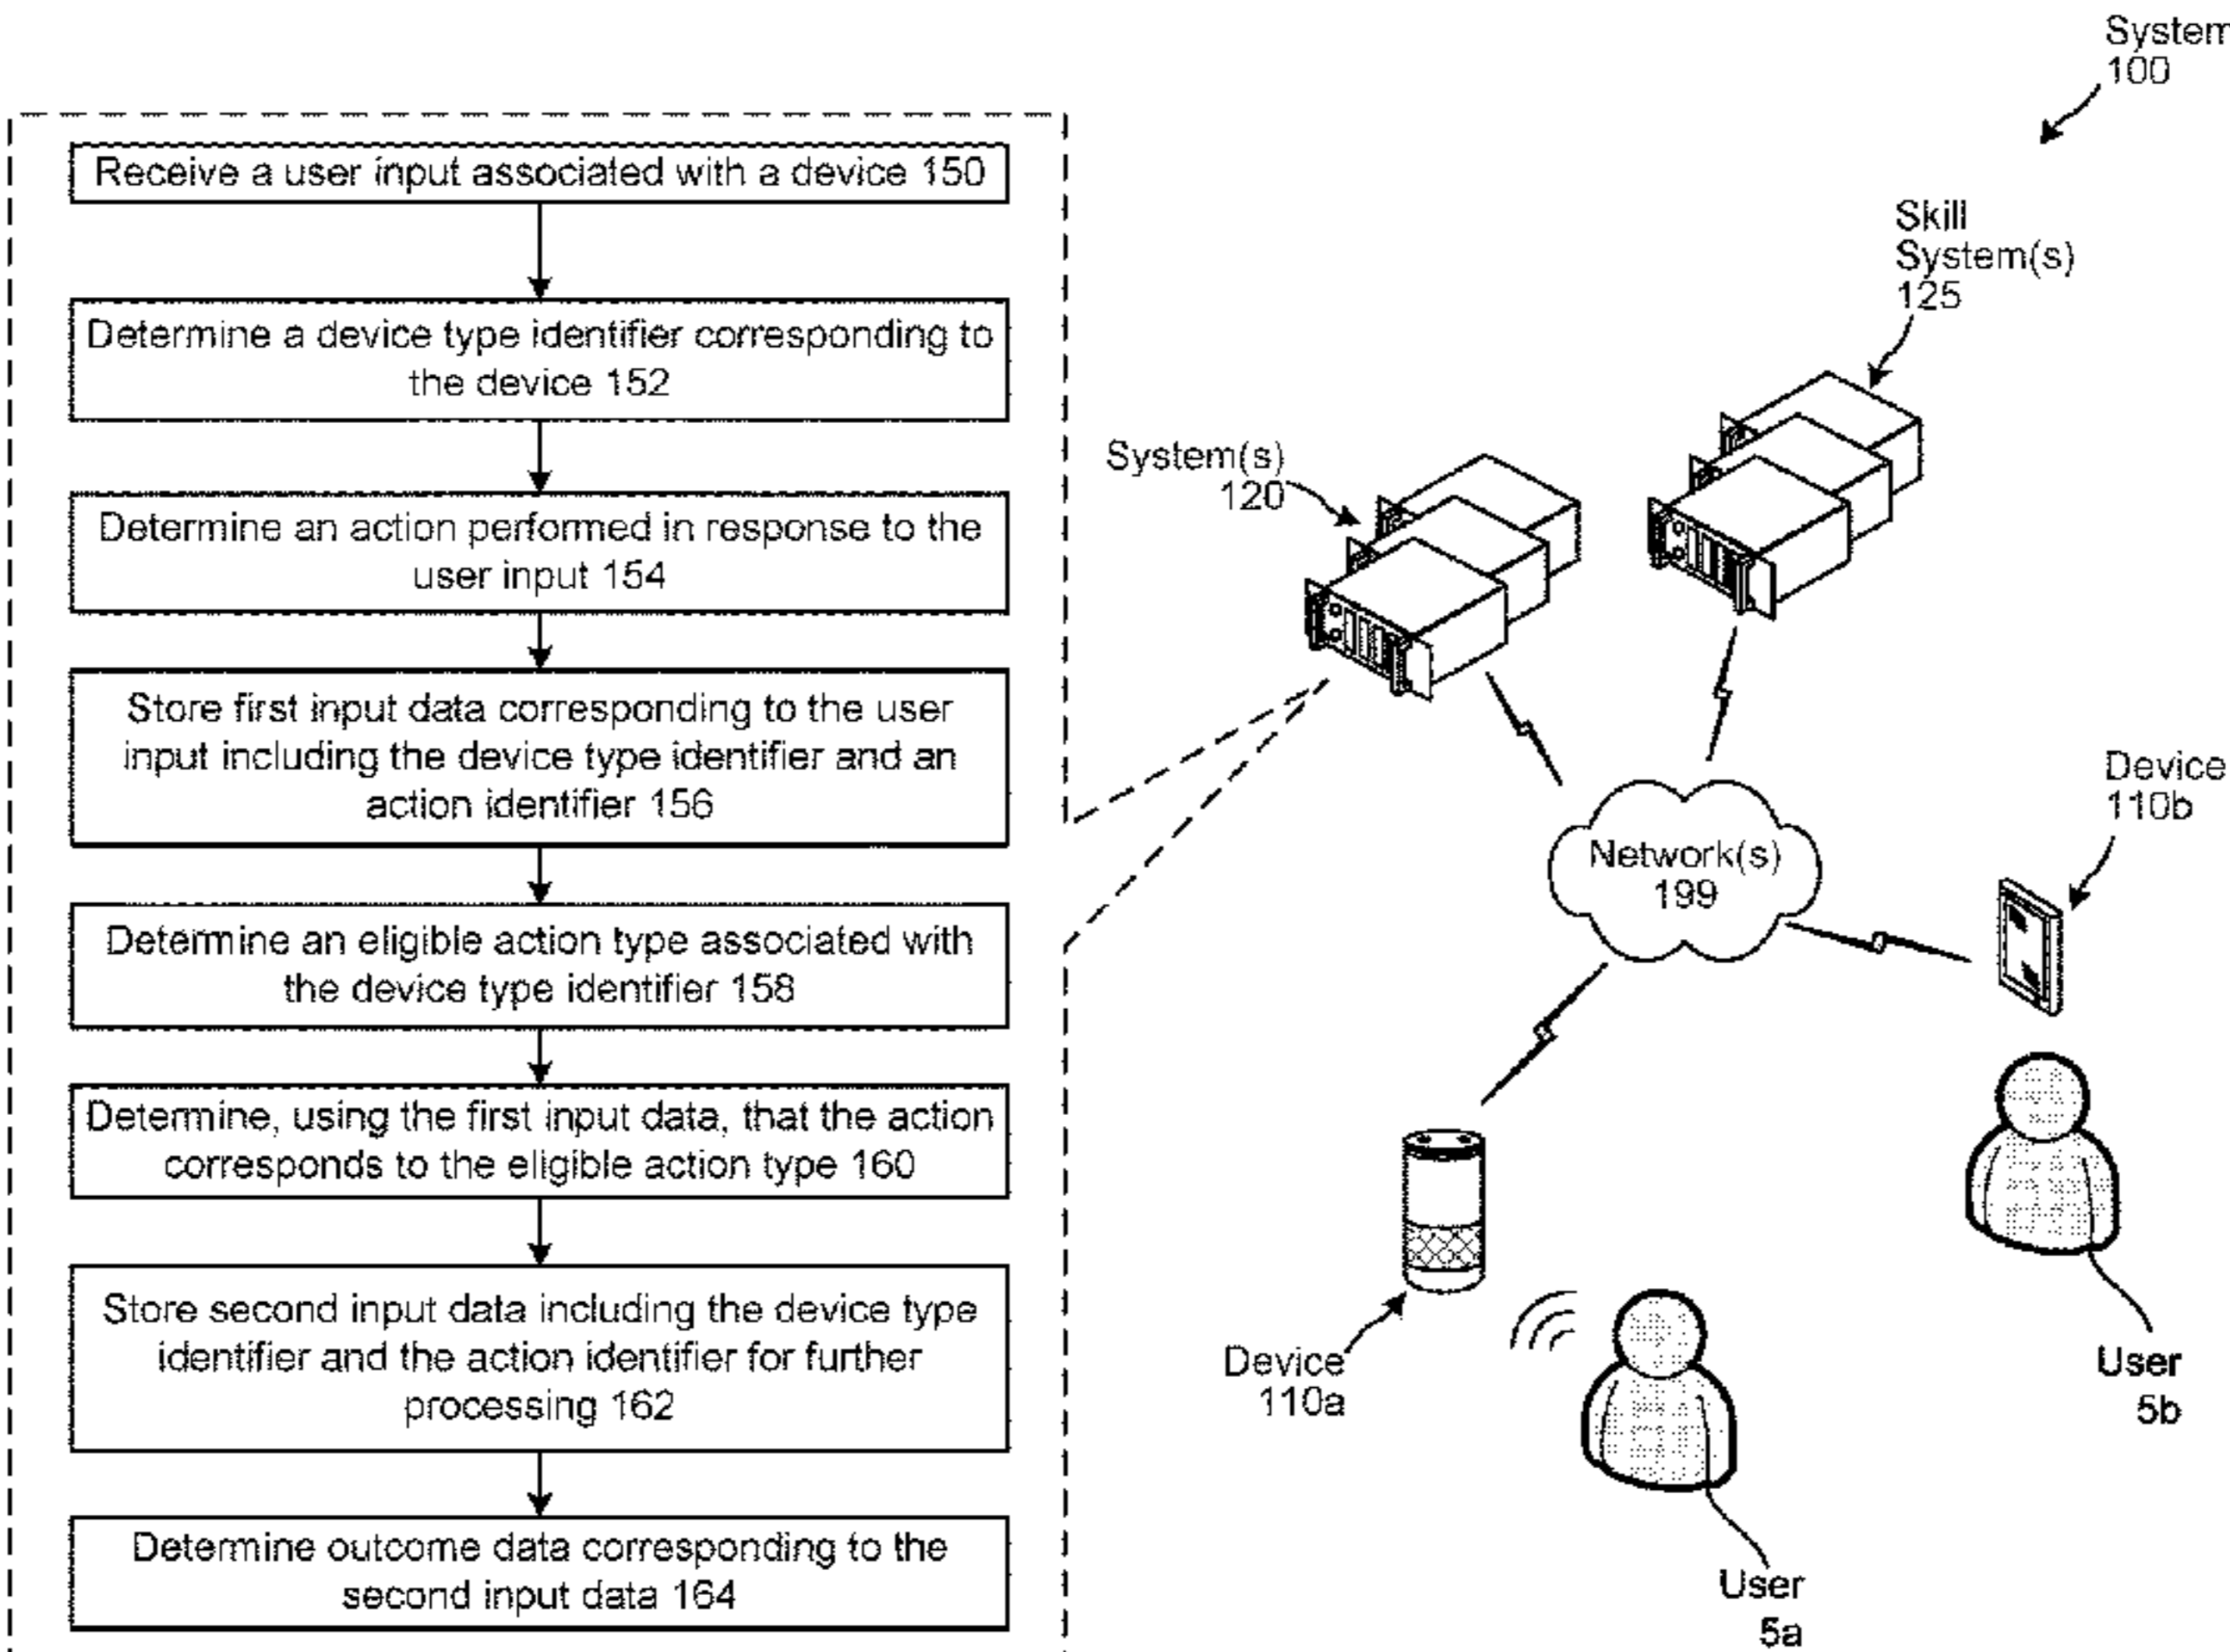 Receive a user input associated with a device 150
Determine a device type identifier corresponding to
the device 152
Determine an action performed in response to the
user input 154
Store first input data corresponding to the user
input including the device type identifier and an
action identifier 156
Determine an eligible action type associated with
the device type identifier 158
Determine, using the first input data, that the action
corresponds to the eligible action type 160
Store second input data including the device type
identifier and the action identifier for further
processing 162
Determine outcome data corresponding to the
second input data 164
System
100
Skill
System(s)
125
System(s)
120
Network(s)
199
Device
110b
Device
110a
User
5b
User
5a